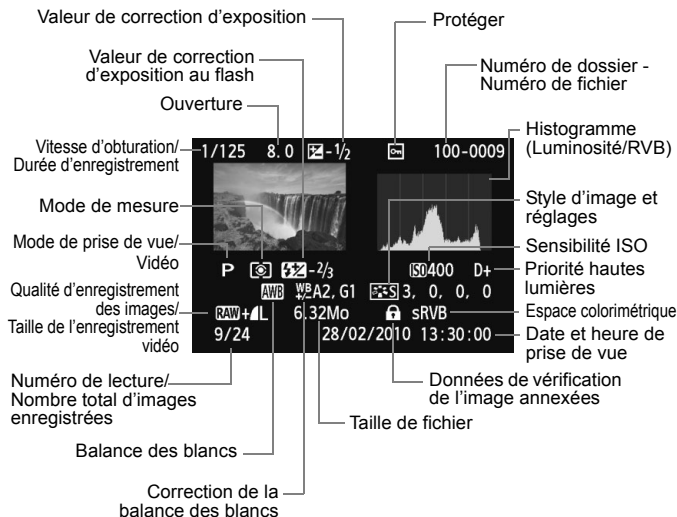 Valeur de correction d'exposition
Protéger
Valeur de correction
d'exposition au flash
Numéro de dossier -
Numéro de fichier
Ouverture
Histogramme
(Luminosité/RVB)
Vitesse d'obturation/
Durée d'enregistrement
1/125 8.0 -1/2 100-0009
Style d'image et
réglages
Mode de mesure
Sensibilité ISO
Mode de prise de vue/
Vidéo
P -2/3 ISO400 D+
Priorité hautes
lumières
Qualité d'enregistrement
des images/
Taille de l'enregistrement
vidéo
AWB WB+/-A2, G1 S 3, 0, 0, 0
RAW+L 6.32Mo sRVB
Espace colorimétrique
9/24 28/02/2010 13:30:00
Date et heure de
prise de vue
Numéro de lecture/
Nombre total d'images
enregistrées
Données de vérification
de l'image annexées
Taille de fichier
Balance des blancs
Correction de la
balance des blancs